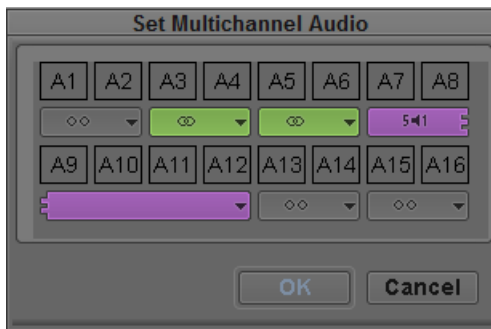 Set Multichannel Audio
A1 A2 A3 A4 A5 A6 A7 A8
5 1
A9 A10 A11 A12 A13 A14 A15 A16
OK Cancel